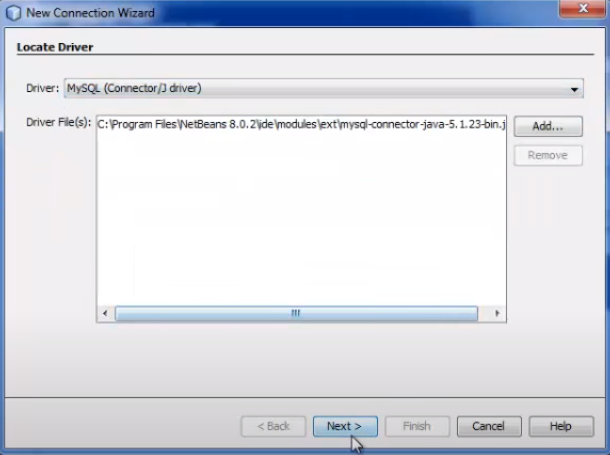 New Connection Wizard
Locate Driver
Driver: MySQL (Connector/J driver)
Driver File(s): C:\Program Files\NetBeans 8.0.2\ide\modules\ext\mysql-connector-java-5.1.23-bin.j
Add...
Remove
< Back Next > Finish Cancel Help